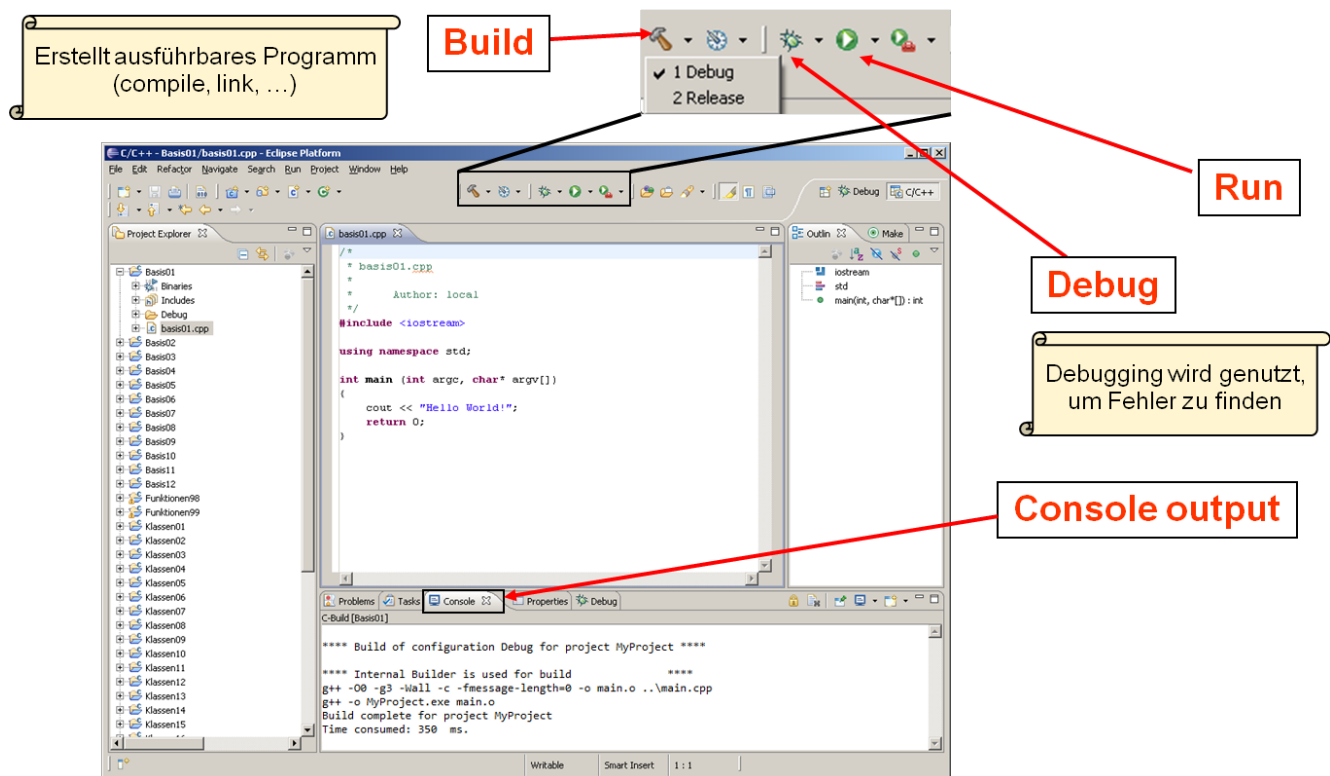 Erstellt ausführbares Programm
(compile, link, …)
Build
1 Debug
2 Release
Run
Debug
Debugging wird genutzt,
um Fehler zu finden
Console output
C/C++ - Basis01/basis01.cpp - Eclipse Platform
File Edit Refactor Navigate Search Run Project Window Help
Debug C/C++
Project Explorer
Basis01
Binaries
Includes
Debug
basis01.cpp
Basis02
Basis03
Basis04
Basis05
Basis06
Basis07
Basis08
Basis09
Basis10
Basis11
Basis12
Funktionen98
Funktionen99
Klassen01
Klassen02
Klassen03
Klassen04
Klassen05
Klassen06
Klassen07
Klassen08
Klassen09
Klassen10
Klassen11
Klassen12
Klassen13
Klassen14
Klassen15
basis01.cpp
/*
* basis01.cpp
*
* Author: local
*/
#include <iostream>
using namespace std;
int main (int argc, char* argv[])
{
cout << "Hello World!";
return 0;
}
Outlin Make
iostream
std
main(int, char*[]) : int
Problems Tasks Console Properties Debug
C-Build [Basis01]
**** Build of configuration Debug for project MyProject ****
**** Internal Builder is used for build ****
g++ -O0 -g3 -Wall -c -fmessage-length=0 -o main.o ..\main.cpp
g++ -o MyProject.exe main.o
Build complete for project MyProject
Time consumed: 350 ms.
Writable Smart Insert 1 : 1